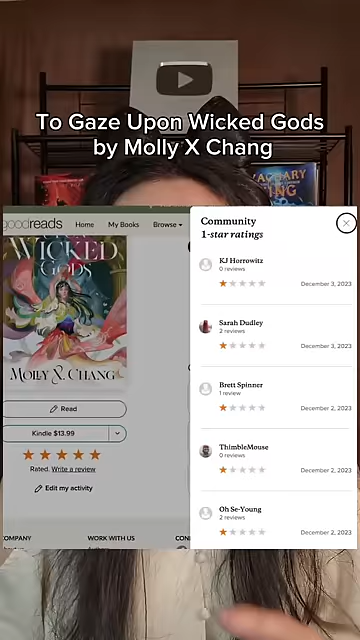 To Gaze Upon Wicked Gods
by Molly X Chang
goodreads
Home
My Books
Browse
WICKED
GODS
MOLLY X. CHANG
Read
Kindle $13.99
Rated. Write a review
Edit my activity
COMPANY
WORK WITH US
Community
1-star ratings
KJ Horrowitz
0 reviews
December 3, 2023
Sarah Dudley
2 reviews
December 3, 2023
Brett Spinner
1 review
December 2, 2023
ThimbleMouse
0 reviews
December 2, 2023
Oh Se-Young
2 reviews
December 2, 2023